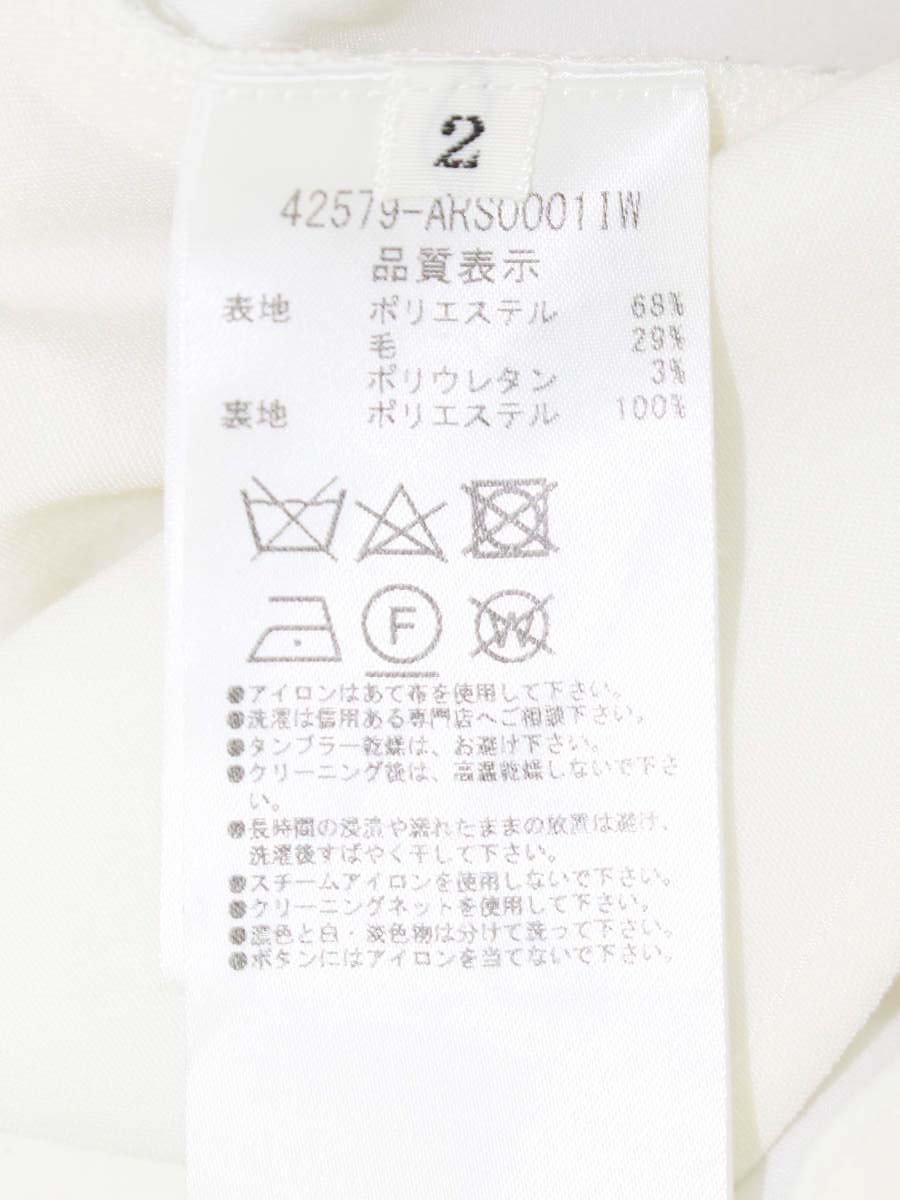 2
42579-ARS0001IW
品質表示
表地 ポリエステル 68%
毛 29%
ポリウレタン 3%
裏地 ポリエステル 100%
F
W
●アイロンはあて布を使用して下さい。
●洗濯は信用ある専門店へご相談下さい。
●タンブラー乾燥は、お避け下さい。
●クリーニング後は、高温乾燥しないで下さ
い。
●長時間の浸漬や濡れたままの放置は避け、
洗濯後すばやく干して下さい。
●スチームアイロンを使用しないで下さい。
●クリーニングネットを使用して下さい。
●濃色と白・淡色物は分けて洗って下さい。
●ボタンにはアイロンを当てないで下さい。